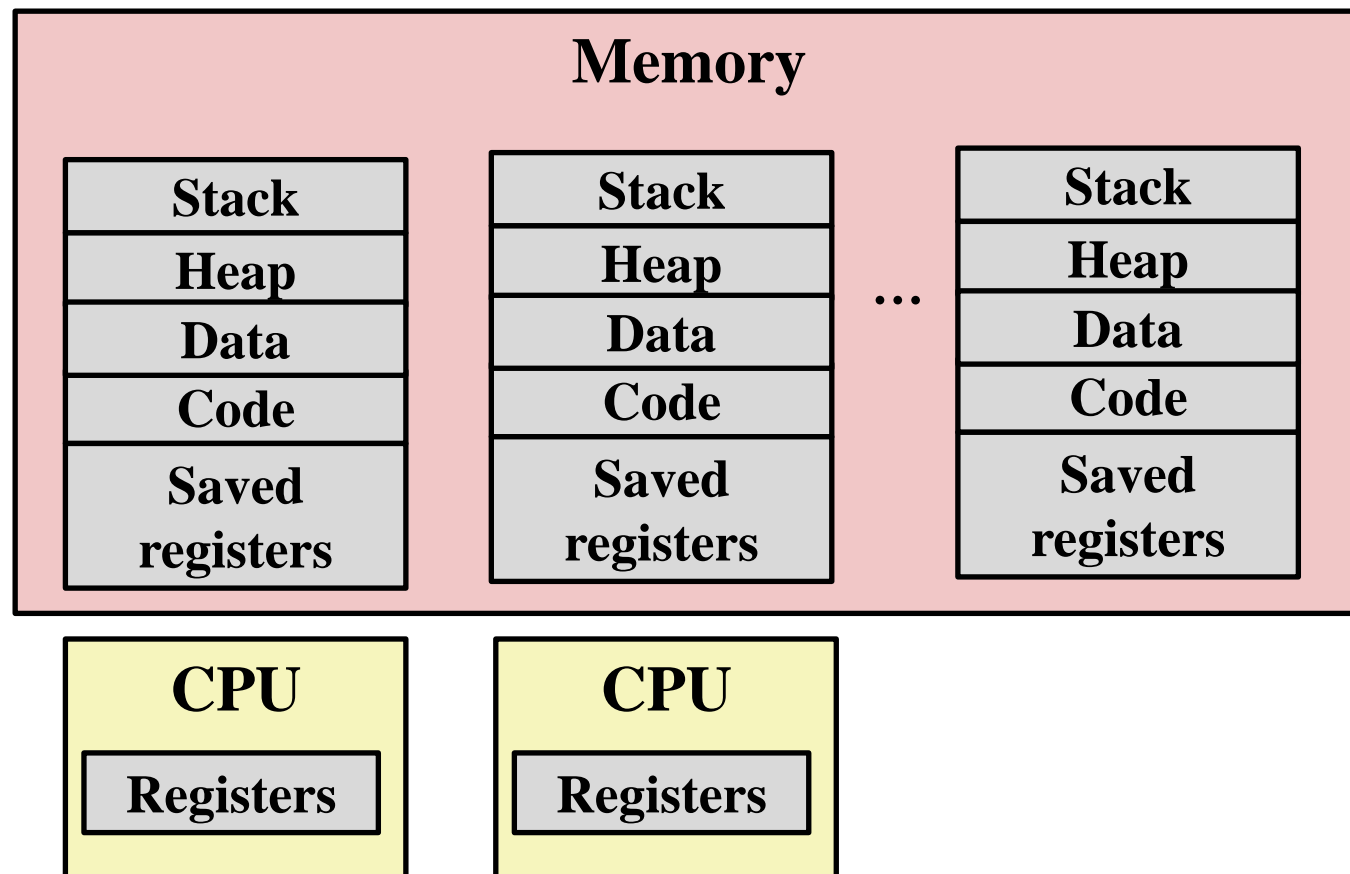 Memory
Stack
Heap
Data
Code
Saved
registers
Stack
Heap
Data
Code
Saved
registers
...
Stack
Heap
Data
Code
Saved
registers
CPU
Registers
CPU
Registers